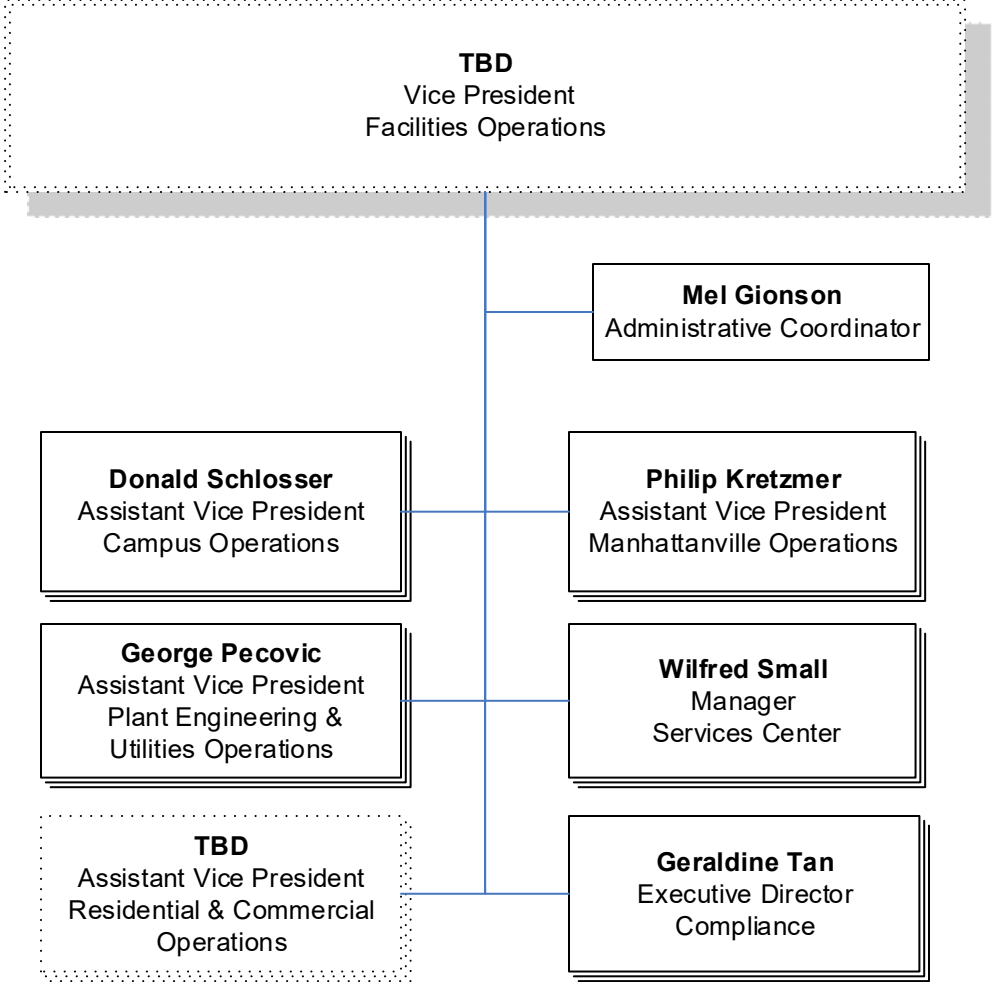 TBD
Vice President
Facilities Operations
Mel Gionson
Administrative Coordinator
Donald Schlosser
Assistant Vice President
Campus Operations
Philip Kretzmer
Assistant Vice President
Manhattanville Operations
George Pecovic
Assistant Vice President
Plant Engineering &
Utilities Operations
Wilfred Small
Manager
Services Center
TBD
Assistant Vice President
Residential & Commercial
Operations
Geraldine Tan
Executive Director
Compliance